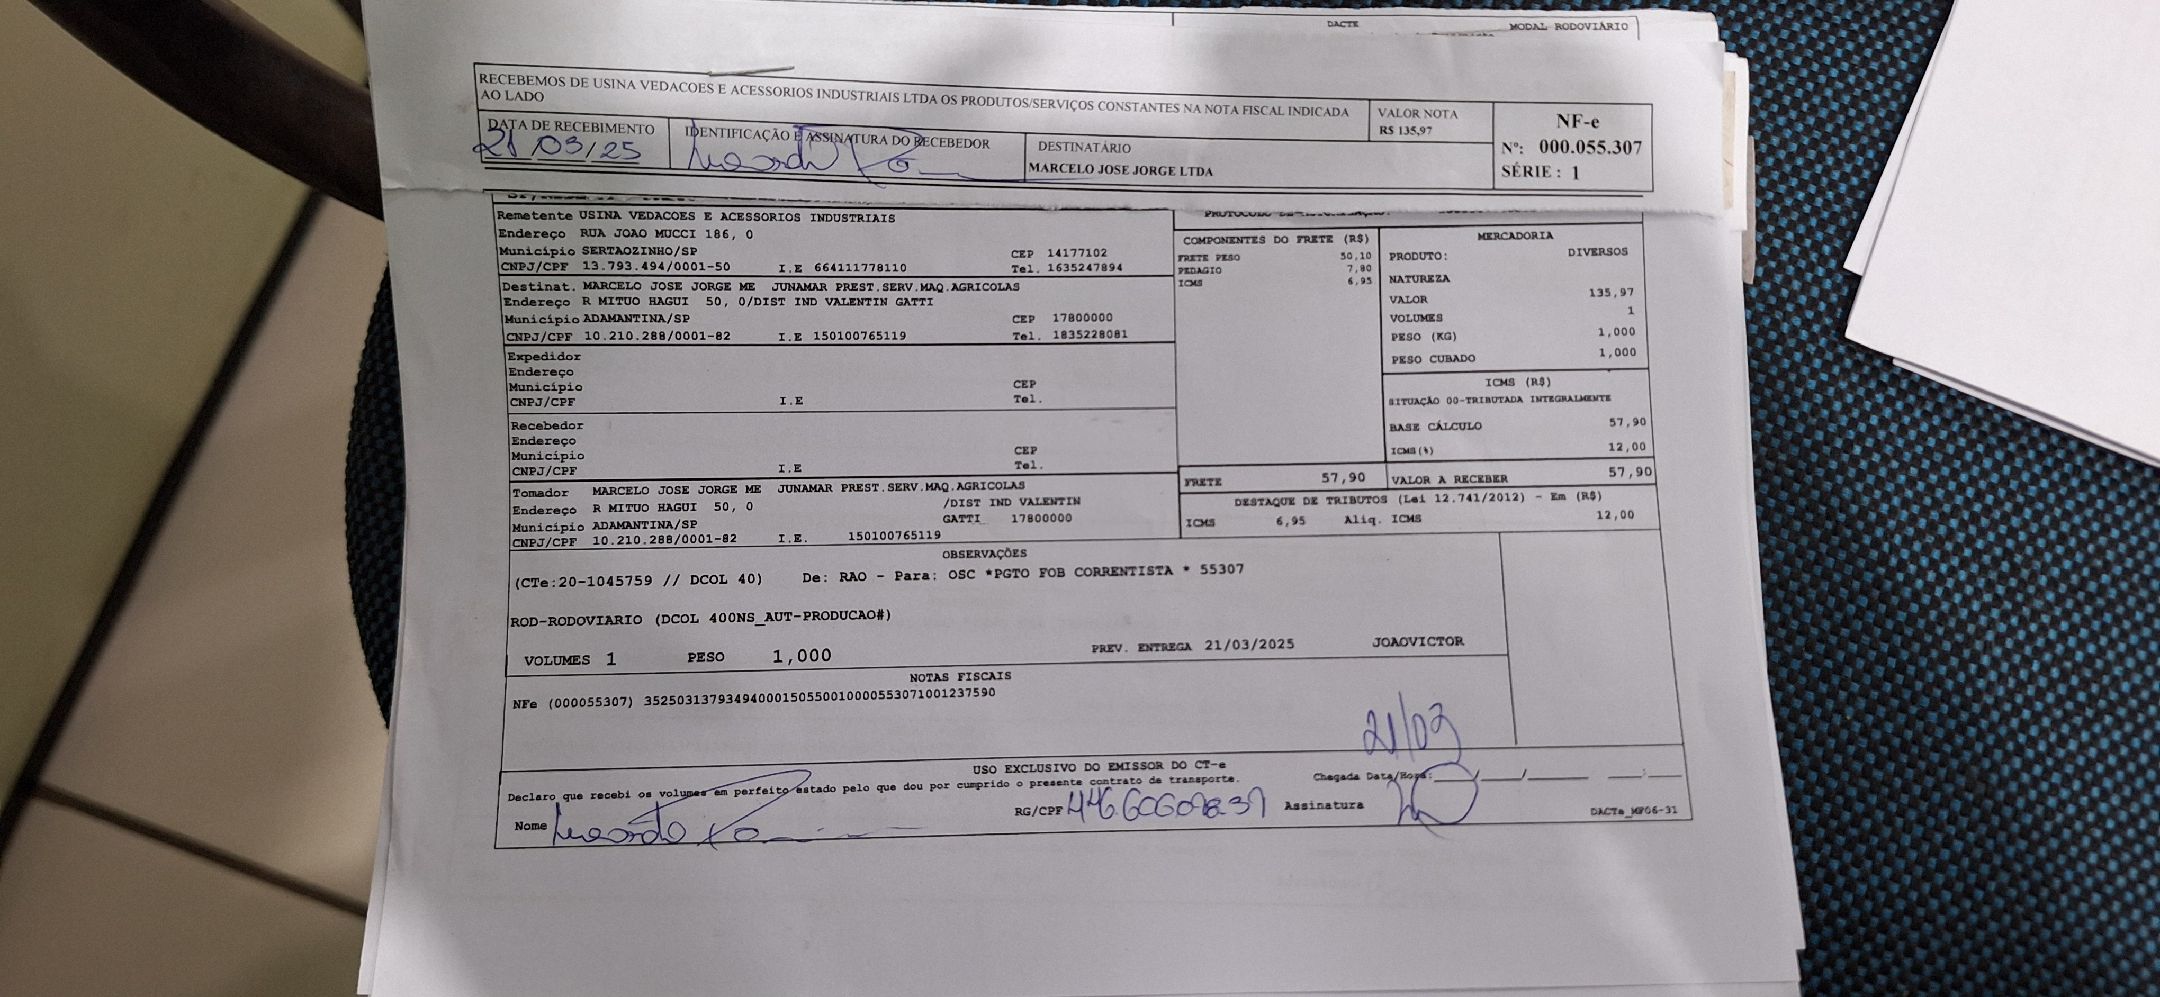 DACTE MODAL RODOVIÁRIO
RECEBEMOS DE USINA VEDACOES E ACESSORIOS INDUSTRIAIS LTDA OS PRODUTOS/SERVIÇOS CONSTANTES NA NOTA FISCAL INDICADA
AO LADO
VALOR NOTA
R$ 135,97
NF-e
Nº: 000.055.307
SÉRIE : 1
DATA DE RECEBIMENTO
21/03/25
IDENTIFICAÇÃO E ASSINATURA DO RECEBEDOR
DESTINATÁRIO
MARCELO JOSE JORGE LTDA
Remetente USINA VEDACOES E ACESSORIOS INDUSTRIAIS
Endereço RUA JOAO MUCCI 186, 0
Município SERTAOZINHO/SP CEP 14177102
CNPJ/CPF 13.793.494/0001-50 I.E 664111778110 Tel. 1635247894
Destinat. MARCELO JOSE JORGE ME JUNAMAR PREST.SERV.MAQ.AGRICOLAS
Endereço R MITUO HAGUI 50, 0/DIST IND VALENTIN GATTI
Município ADAMANTINA/SP CEP 17800000
CNPJ/CPF 10.210.288/0001-82 I.E 150100765119 Tel. 1835228081
Expedidor
Endereço
Município CEP
CNPJ/CPF I.E Tel.
Recebedor
Endereço
Município CEP
CNPJ/CPF I.E Tel.
Tomador MARCELO JOSE JORGE ME JUNAMAR PREST.SERV.MAQ.AGRICOLAS
Endereço R MITUO HAGUI 50, 0 /DIST IND VALENTIN
Município ADAMANTINA/SP GATTI 17800000
CNPJ/CPF 10.210.288/0001-82 I.E. 150100765119
COMPONENTES DO FRETE (R$)
FRETE PESO 50,10
PEDAGIO 7,80
ICMS 6,95
MERCADORIA
PRODUTO: DIVERSOS
NATUREZA
VALOR 135,97
VOLUMES 1
PESO (KG) 1,000
PESO CUBADO 1,000
ICMS (R$)
SITUAÇÃO 00-TRIBUTADA INTEGRALMENTE
BASE CÁLCULO 57,90
ICMS(%) 12,00
FRETE 57,90 VALOR A RECEBER 57,90
DESTAQUE DE TRIBUTOS (Lei 12.741/2012) - Em (R$)
ICMS 6,95 Aliq. ICMS 12,00
OBSERVAÇÕES
(CTe:20-1045759 // DCOL 40) De: RAO - Para: OSC *PGTO FOB CORRENTISTA * 55307
ROD-RODOVIARIO (DCOL 400NS_AUT-PRODUCAO#)
VOLUMES 1 PESO 1,000 PREV. ENTREGA 21/03/2025 JOAOVICTOR
NOTAS FISCAIS
NFe (000055307) 35250313793494000150550010000553071001237590
21/03
USO EXCLUSIVO DO EMISSOR DO CT-e
Declaro que recebi os volumes em perfeito estado pelo que dou por cumprido o presente contrato de transporte.
Chegada Data/Hora: / / :
Nome RG/CPF Assinatura
DACTe_MP06-31